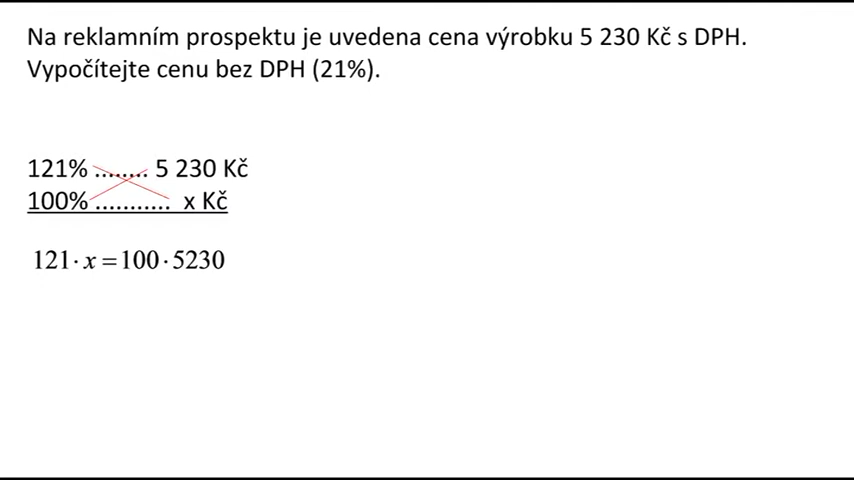 Na reklamním prospektu je uvedena cena výrobku 5 230 Kč s DPH.
Vypočítejte cenu bez DPH (21%).
121% ........ 5 230 Kč
100% ........... x Kč
121 · x = 100 · 5230